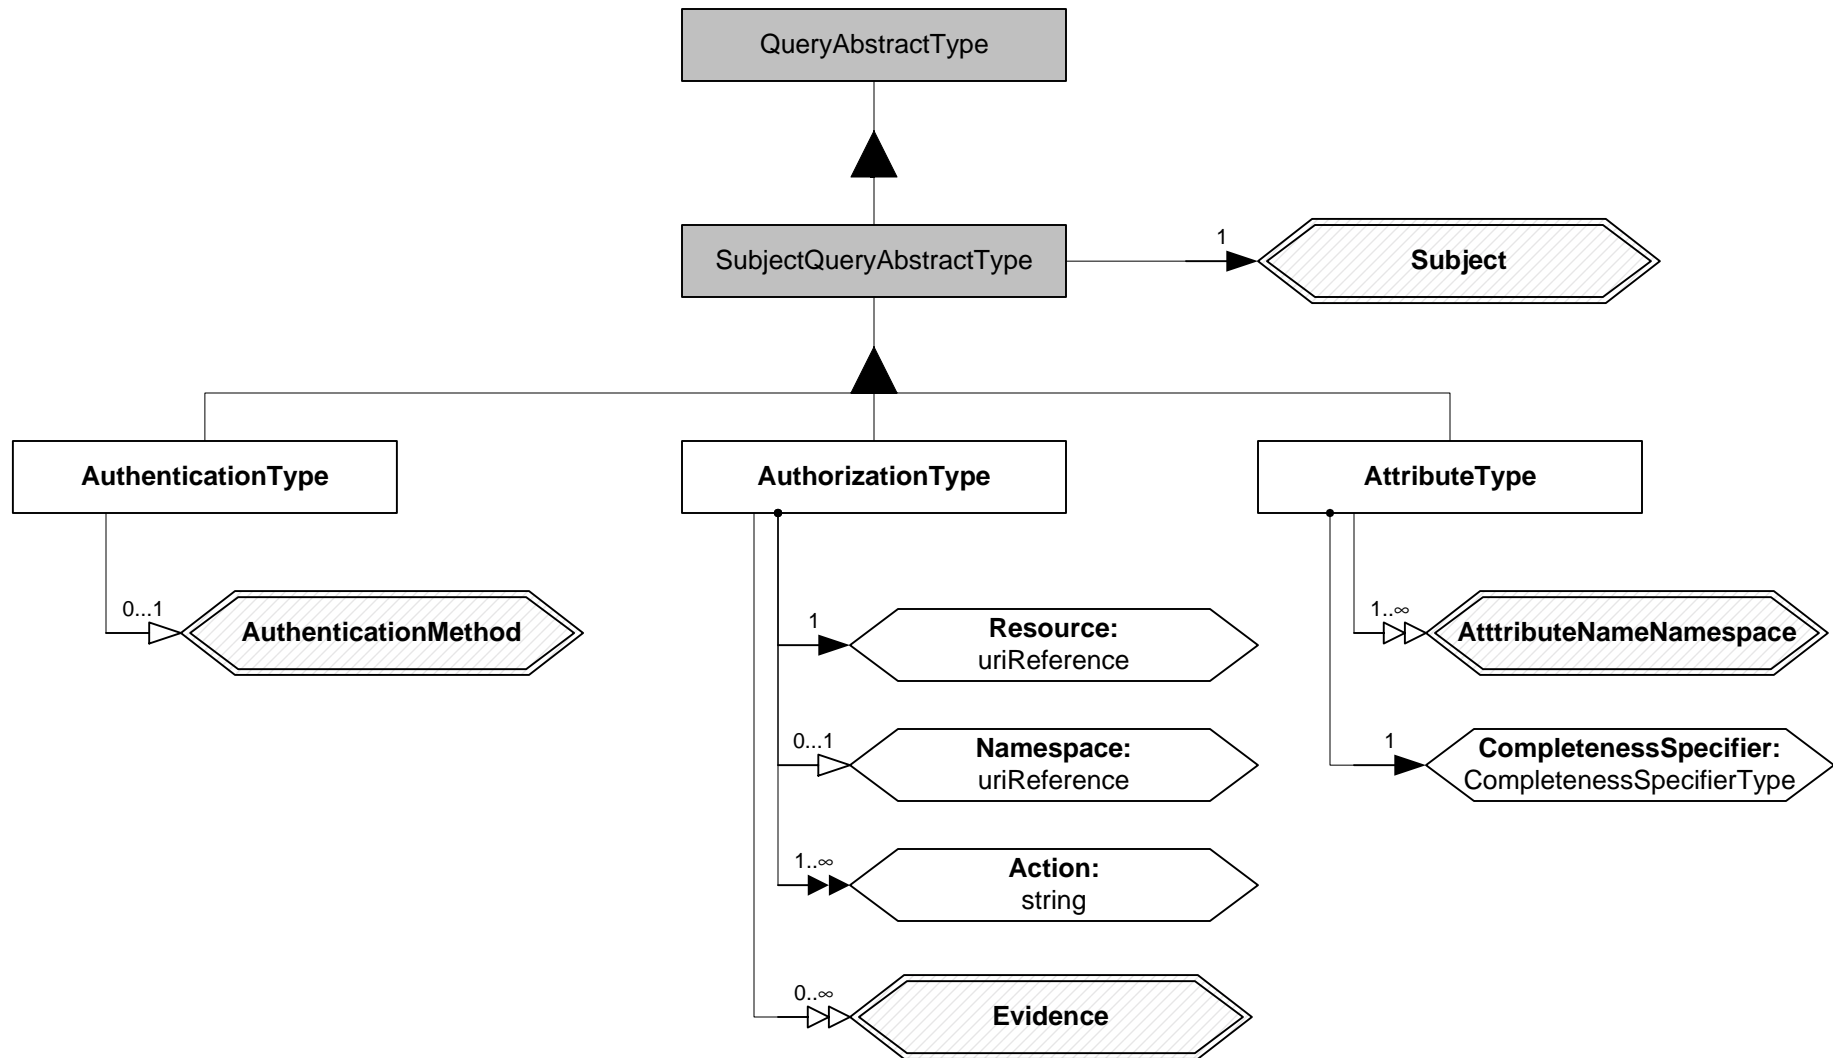 QueryAbstractType
SubjectQueryAbstractType
1
Subject
AuthenticationType
AuthorizationType
AttributeType
0...1
AuthenticationMethod
1
Resource:
uriReference
1..∞
AtttributeNameNamespace
0...1
Namespace:
uriReference
1
CompletenessSpecifier:
CompletenessSpecifierType
1..∞
Action:
string
0..∞
Evidence